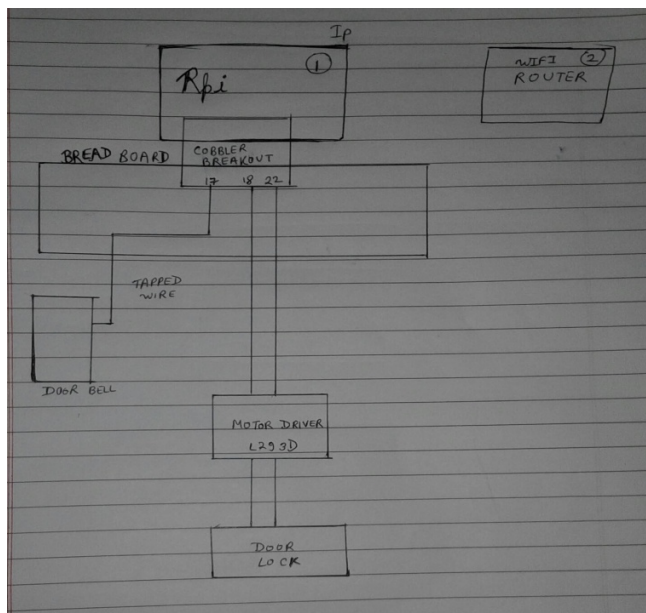 Ip
Rpi
1
WIFI 2
ROUTER
BREAD BOARD
COBBLER
BREAKOUT
17 18 22
TAPPED
WIRE
DOOR BELL
MOTOR DRIVER
L293D
DOOR
LOCK